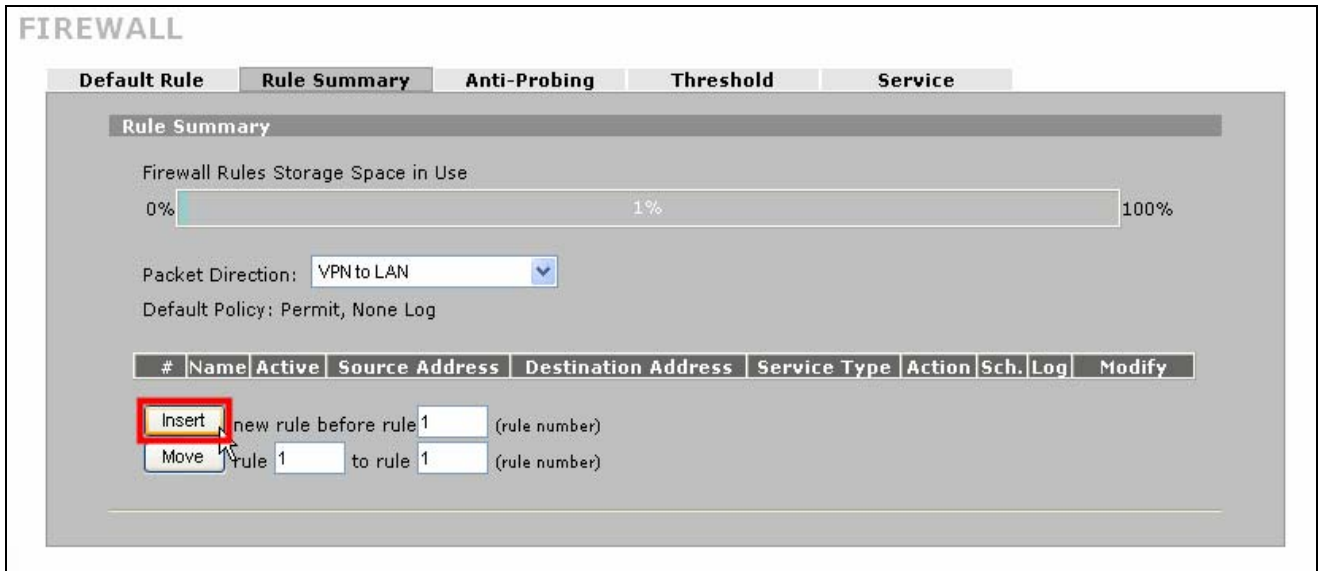 FIREWALL
Default Rule Rule Summary Anti-Probing Threshold Service
Rule Summary
Firewall Rules Storage Space in Use
0% 1% 100%
Packet Direction: VPN to LAN
Default Policy: Permit, None Log
# Name Active Source Address Destination Address Service Type Action Sch. Log Modify
Insert new rule before rule 1 (rule number)
Move rule 1 to rule 1 (rule number)